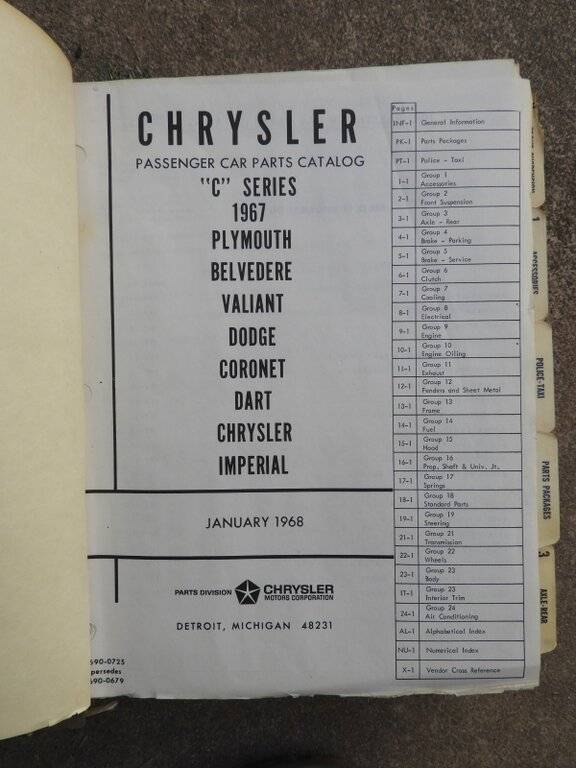 CHRYSLER
PASSENGER CAR PARTS CATALOG
"C" SERIES
1967
PLYMOUTH
BELVEDERE
VALIANT
DODGE
CORONET
DART
CHRYSLER
IMPERIAL
JANUARY 1968
PARTS DIVISION CHRYSLER
MOTORS CORPORATION
DETROIT, MICHIGAN 48231
690-0725
persedes
690-0679
Pages
INF-1 General Information
PK-1 Parts Packages
PT-1 Police - Taxi
1-1 Group 1
Accessories
2-1 Group 2
Front Suspension
3-1 Group 3
Axle - Rear
4-1 Group 4
Brake - Parking
5-1 Group 5
Brake - Service
6-1 Group 6
Clutch
7-1 Group 7
Cooling
8-1 Group 8
Electrical
9-1 Group 9
Engine
10-1 Group 10
Engine Oiling
11-1 Group 11
Exhaust
12-1 Group 12
Fenders and Sheet Metal
13-1 Group 13
Frame
14-1 Group 14
Fuel
15-1 Group 15
Hood
16-1 Group 16
Prop. Shaft & Univ. Jt.
17-1 Group 17
Springs
18-1 Group 18
Standard Parts
19-1 Group 19
Steering
21-1 Group 21
Transmission
22-1 Group 22
Wheels
23-1 Group 23
Body
IT-1 Group 23
Interior Trim
24-1 Group 24
Air Conditioning
AL-1 Alphabetical Index
NU-1 Numerical Index
X-1 Vendor Cross Reference
1
ACCESSORIES
POLICE-TAXI
PARTS PACKAGES
3
AXLE-REAR